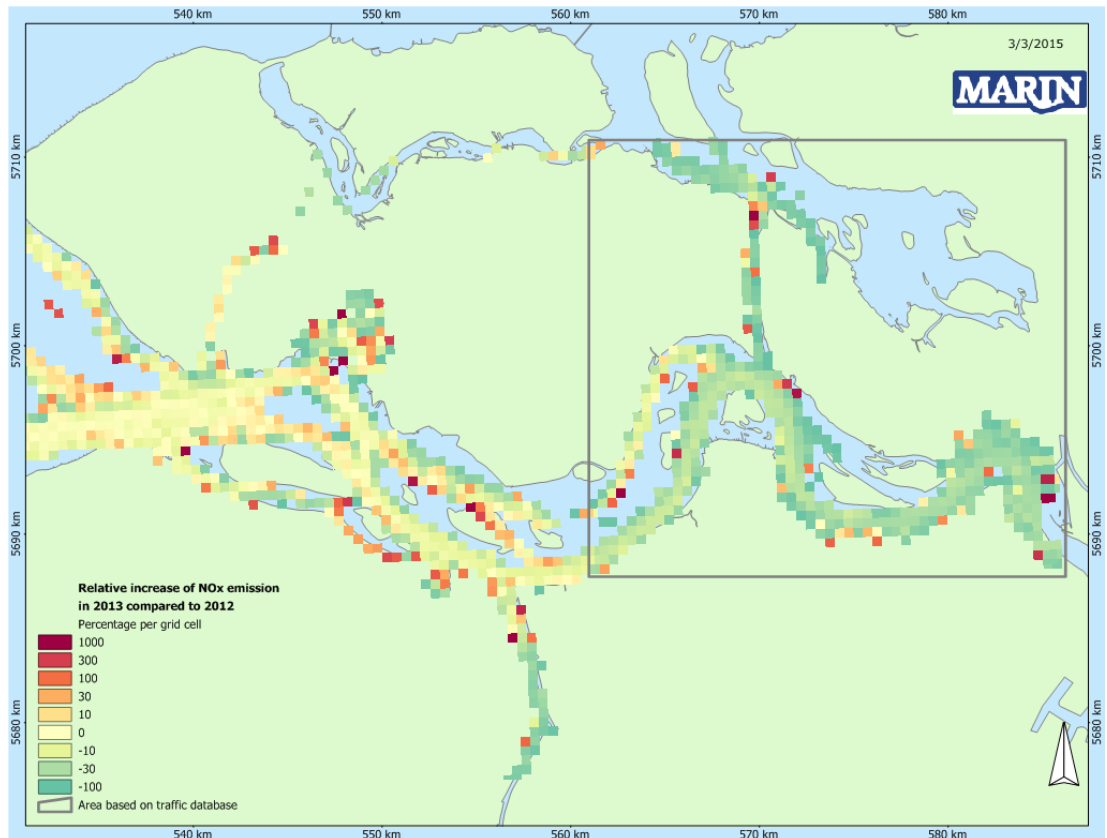 540 km
550 km
560 km
570 km
580 km
3/3/2015
MARIN
5710 km
5710 km
5700 km
5700 km
5690 km
5690 km
5680 km
5680 km
Relative increase of NOx emission
in 2013 compared to 2012
Percentage per grid cell
1000
300
100
30
10
0
-10
-30
-100
Area based on traffic database
540 km
550 km
560 km
570 km
580 km